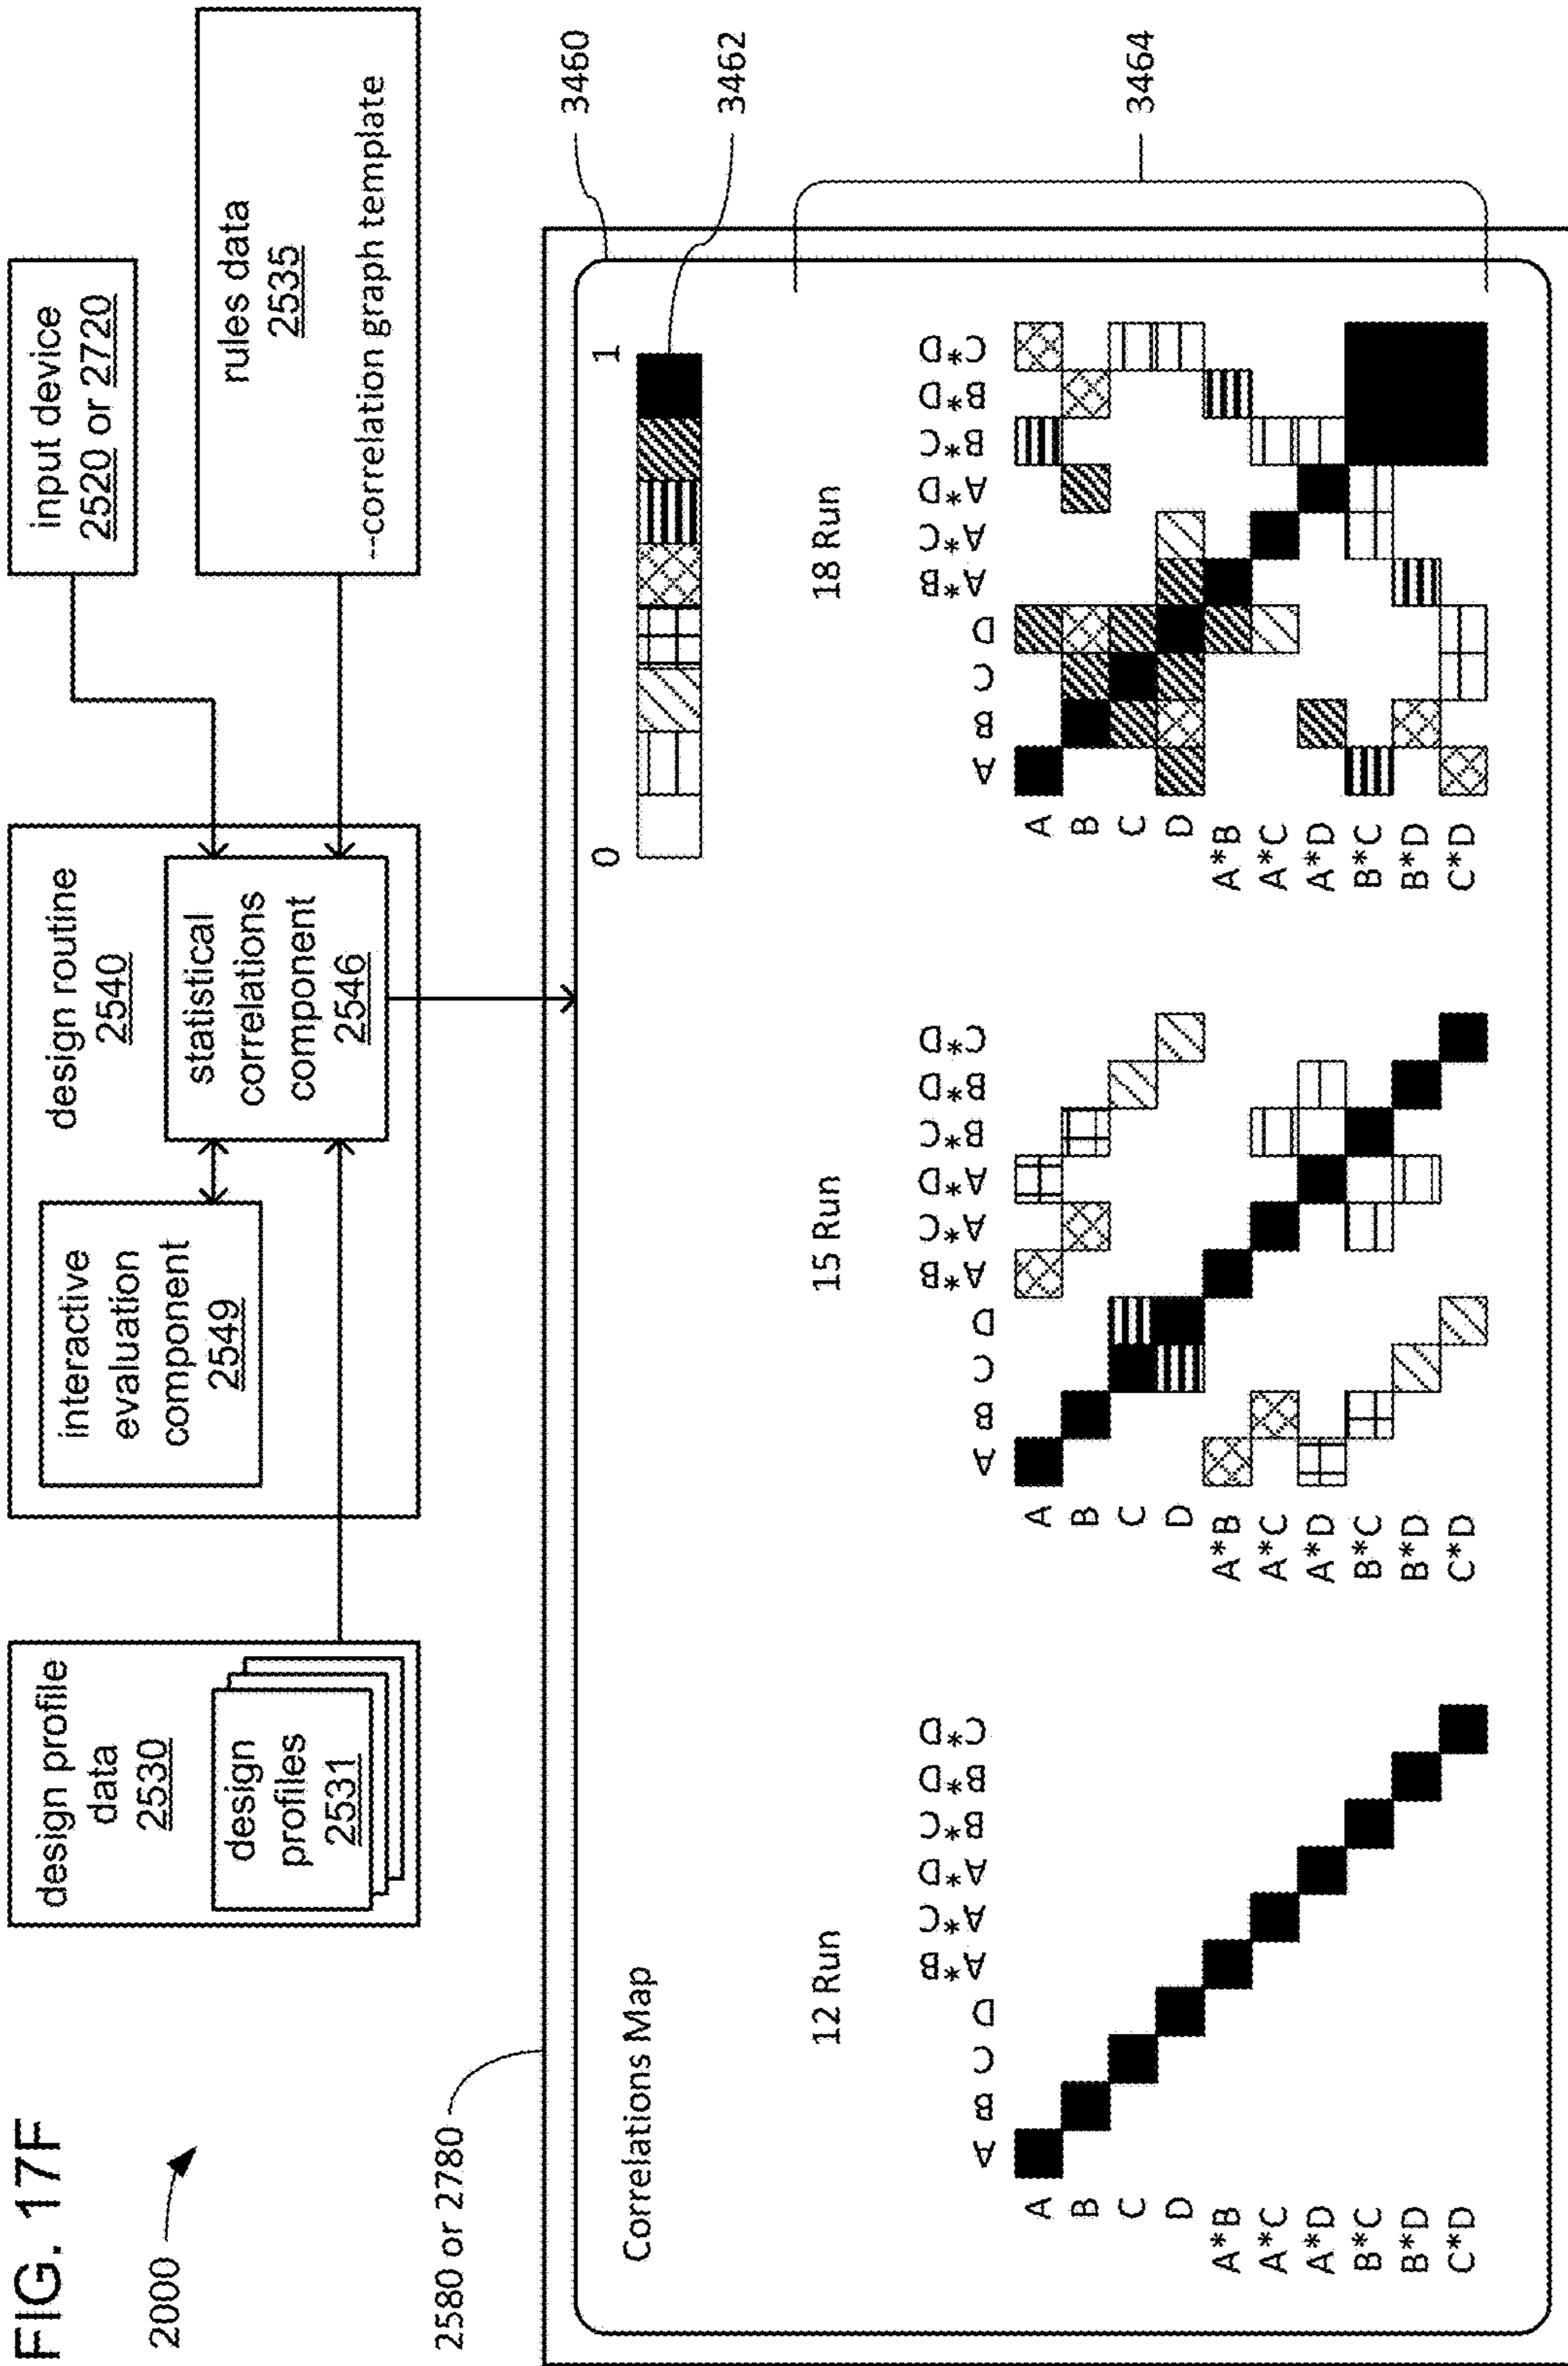 FIG. 17F
2000
design profile
data
2530
design
profiles
2531
design routine
2540
interactive
evaluation
component
2549
statistical
correlations
component
2546
input device
2520 or 2720
rules data
2535
--correlation graph template
2580 or 2780
3460
3462
3464
Correlations Map
0
1
12 Run
A
B
C
D
A*B
A*C
A*D
B*C
B*D
C*D
A
B
C
D
A*B
A*C
A*D
B*C
B*D
C*D
15 Run
A
B
C
D
A*B
A*C
A*D
B*C
B*D
C*D
A
B
C
D
A*B
A*C
A*D
B*C
B*D
C*D
18 Run
A
B
C
D
A*B
A*C
A*D
B*C
B*D
C*D
A
B
C
D
A*B
A*C
A*D
B*C
B*D
C*D